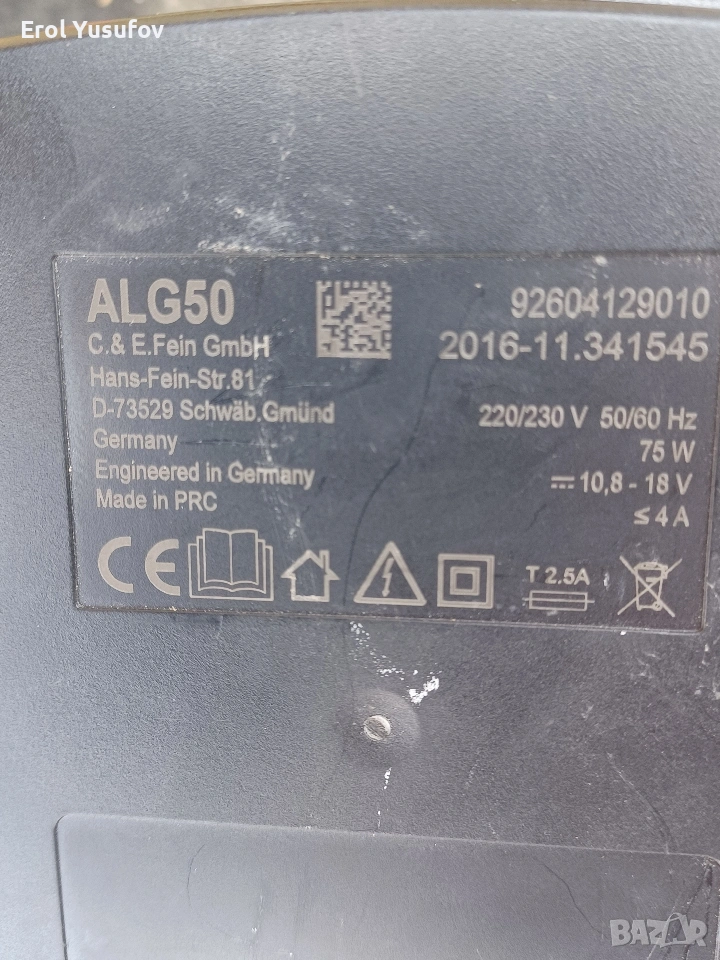 Erol Yusufov
ALG50
C. & E.Fein GmbH
Hans-Fein-Str.81
D-73529 Schwäb.Gmünd
Germany
Engineered in Germany
Made in PRC
92604129010
2016-11.341545
220/230 V 50/60 Hz
75 W
10,8 - 18 V
≤ 4 A
CE
T 2.5A
BAZAR